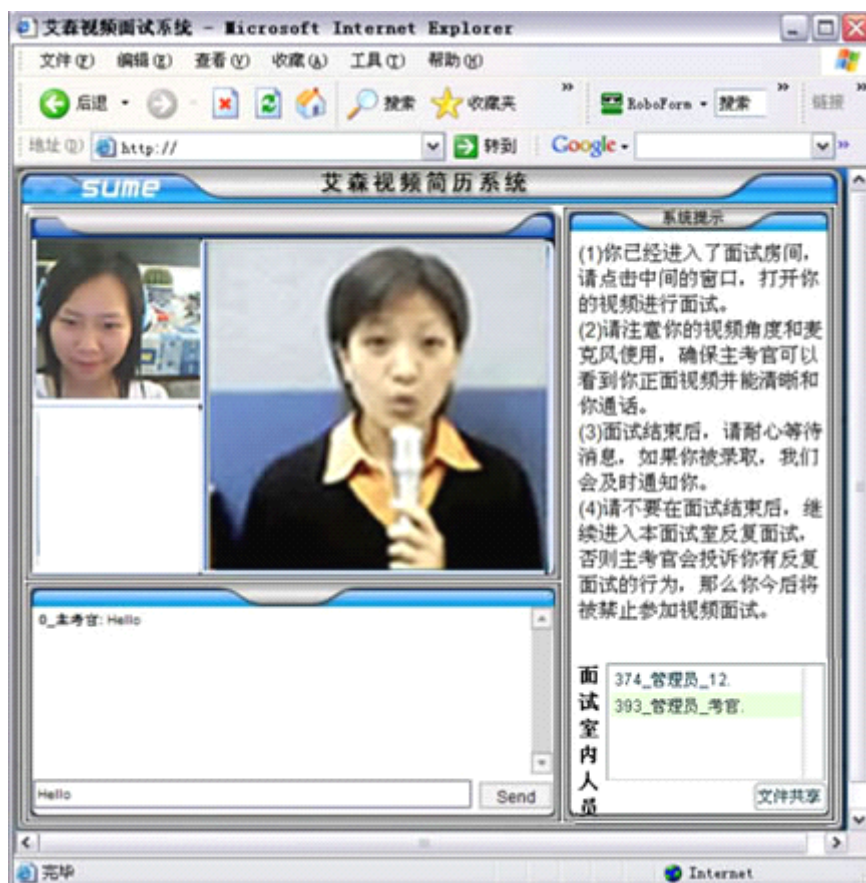 艾森视频面试系统 - Microsoft Internet Explorer
文件(F) 编辑(E) 查看(V) 收藏(A) 工具(T) 帮助(H)
后退 搜索 收藏夹 » RoboForm 搜索 » 链接 »
地址(D) http:// 转到 Google »
sume 艾森视频简历系统
系统提示
(1)你已经进入了面试房间，
请点击中间的窗口，打开你
的视频进行面试。
(2)请注意你的视频角度和麦
克风使用，确保主考官可以
看到你正面视频并能清晰和
你通话。
(3)面试结束后，请耐心等待
消息，如果你被录取，我们
会及时通知你。
(4)请不要在面试结束后，继
续进入本面试室反复面试，
否则主考官会投诉你有反复
面试的行为，那么你今后将
被禁止参加视频面试。
0_主考官: Hello
面试室内人员
374_管理员_12.
393_管理员_考官.
Hello Send
文件共享
完毕 Internet